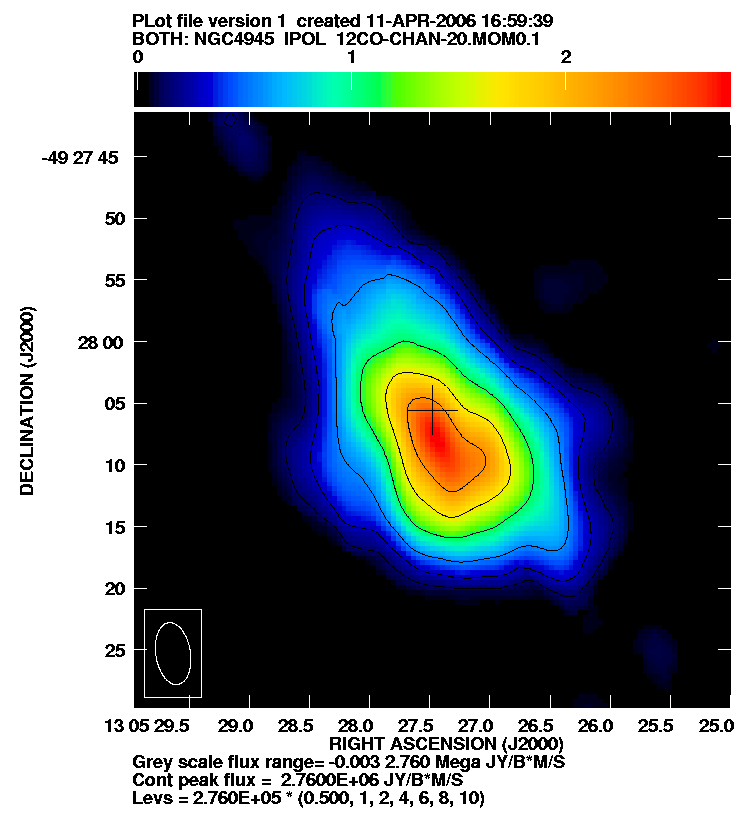 PLot file version 1  created 11-APR-2006 16:59:39
BOTH: NGC4945  IPOL  12CO-CHAN-20.MOM0.1
0 1 2
-49 27 45
50
55
28 00
05
10
15
20
25
DECLINATION (J2000)
13 05 29.5 29.0 28.5 28.0 27.5 27.0 26.5 26.0 25.5 25.0
RIGHT ASCENSION (J2000)
Grey scale flux range= -0.003 2.760 Mega JY/B*M/S
Cont peak flux =  2.7600E+06 JY/B*M/S
Levs = 2.760E+05 * (0.500, 1, 2, 4, 6, 8, 10)